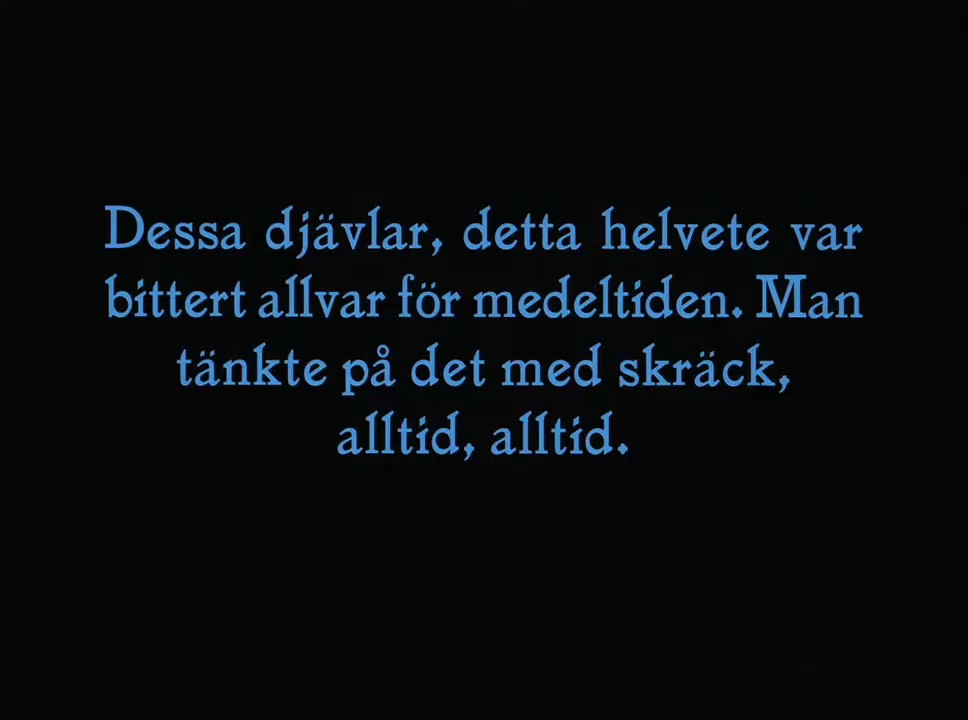 Dessa djävlar, detta helvete var
bittert allvar för medeltiden. Man
tänkte på det med skräck,
alltid, alltid.